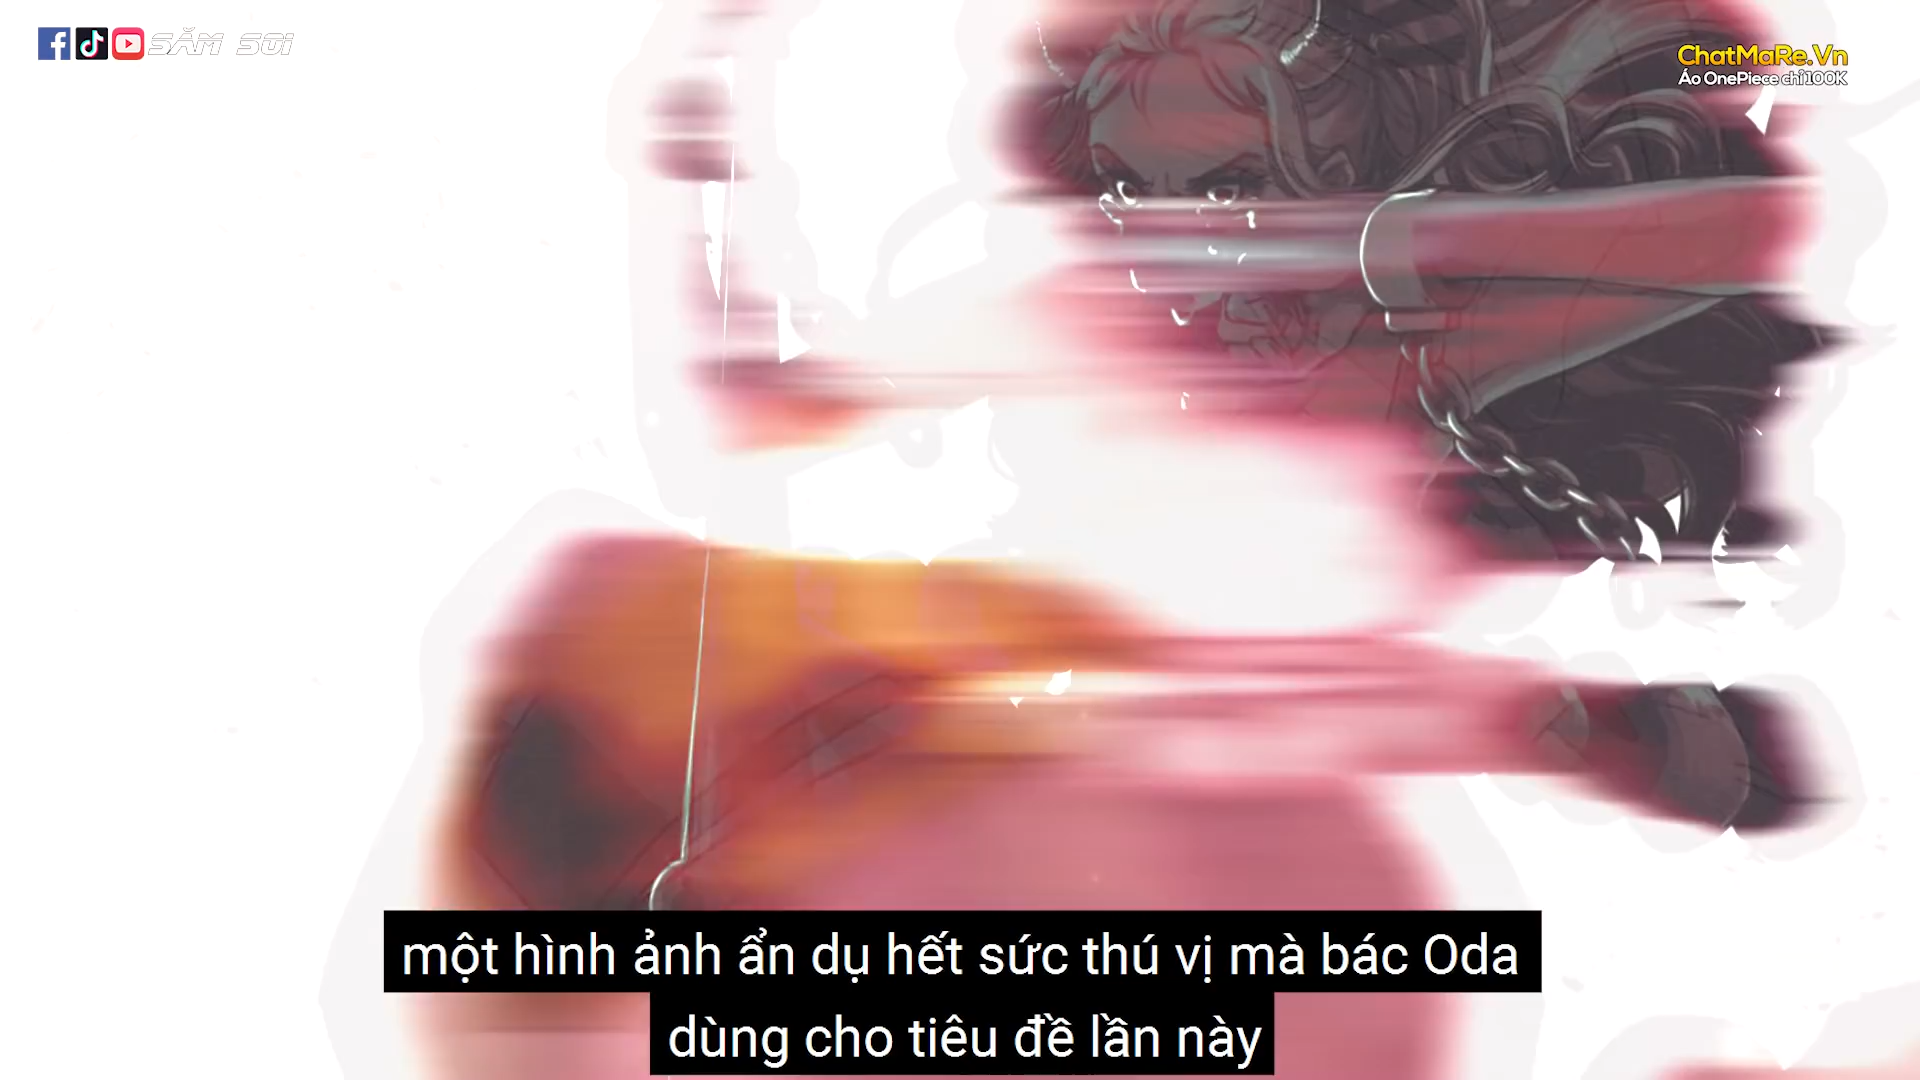 SĂM SOI
ChatMaRe.Vn
Áo OnePiece chỉ 100K
một hình ảnh ẩn dụ hết sức thú vị mà bác Oda
dùng cho tiêu đề lần này